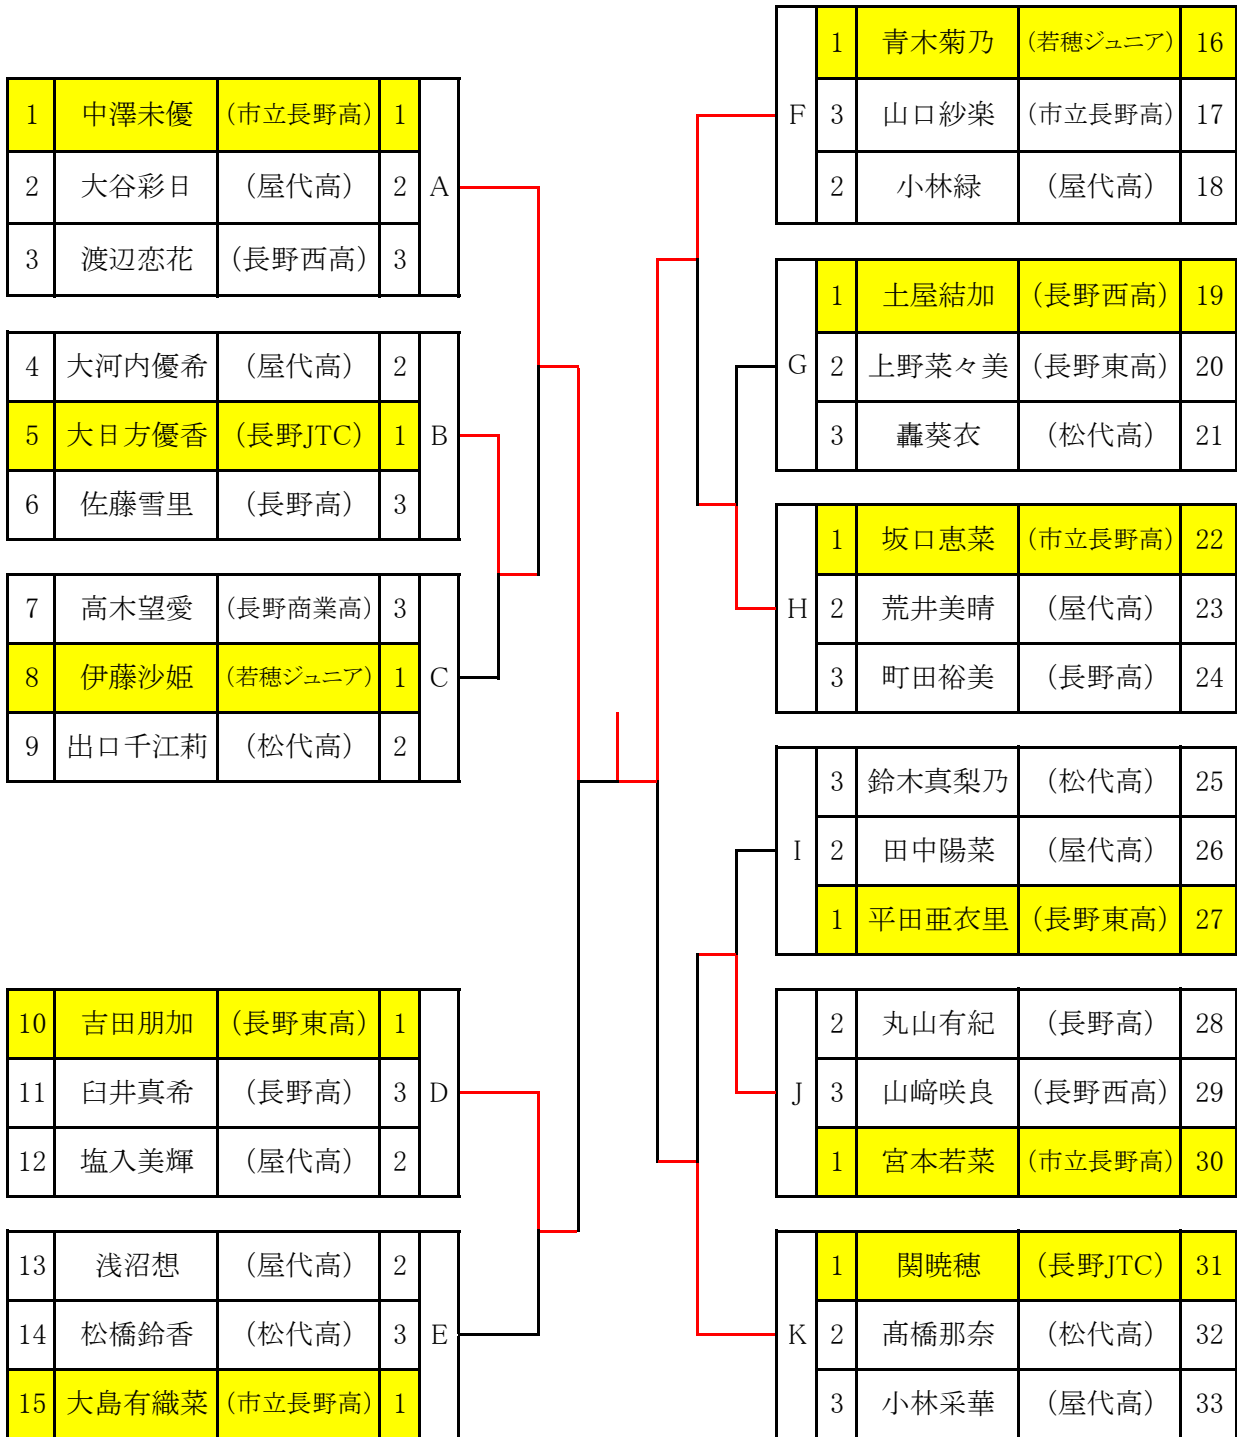 1 中澤未優 (市立長野高) 1
2 大谷彩日 (屋代高) 2 A
3 渡辺恋花 (長野西高) 3
4 大河内優希 (屋代高) 2
5 大日方優香 (長野JTC) 1 B
6 佐藤雪里 (長野高) 3
7 高木望愛 (長野商業高) 3
8 伊藤沙姫 (若穂ジュニア) 1 C
9 出口千江莉 (松代高) 2
10 吉田朋加 (長野東高) 1
11 臼井真希 (長野高) 3 D
12 塩入美輝 (屋代高) 2
13 浅沼想 (屋代高) 2
14 松橋鈴香 (松代高) 3 E
15 大島有織菜 (市立長野高) 1
1 青木菊乃 (若穂ジュニア) 16
F 3 山口紗楽 (市立長野高) 17
2 小林緑 (屋代高) 18
1 土屋結加 (長野西高) 19
G 2 上野菜々美 (長野東高) 20
3 轟葵衣 (松代高) 21
1 坂口恵菜 (市立長野高) 22
H 2 荒井美晴 (屋代高) 23
3 町田裕美 (長野高) 24
3 鈴木真梨乃 (松代高) 25
I 2 田中陽菜 (屋代高) 26
1 平田亜衣里 (長野東高) 27
2 丸山有紀 (長野高) 28
J 3 山﨑咲良 (長野西高) 29
1 宮本若菜 (市立長野高) 30
1 関暁穂 (長野JTC) 31
K 2 髙橋那奈 (松代高) 32
3 小林采華 (屋代高) 33